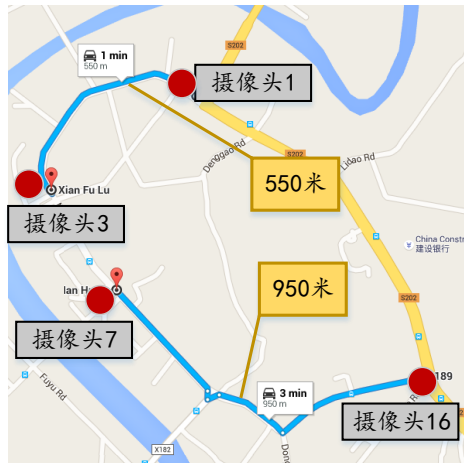 S202
1 min
550 m
摄像头1
Denggao Rd
S202
Lidao Rd
550米
Xian Fu Lu
摄像头3
China Constr
建设银行
950米
S202
摄像头7
189
3 min
950 m
摄像头16
Fuyu Rd
X182